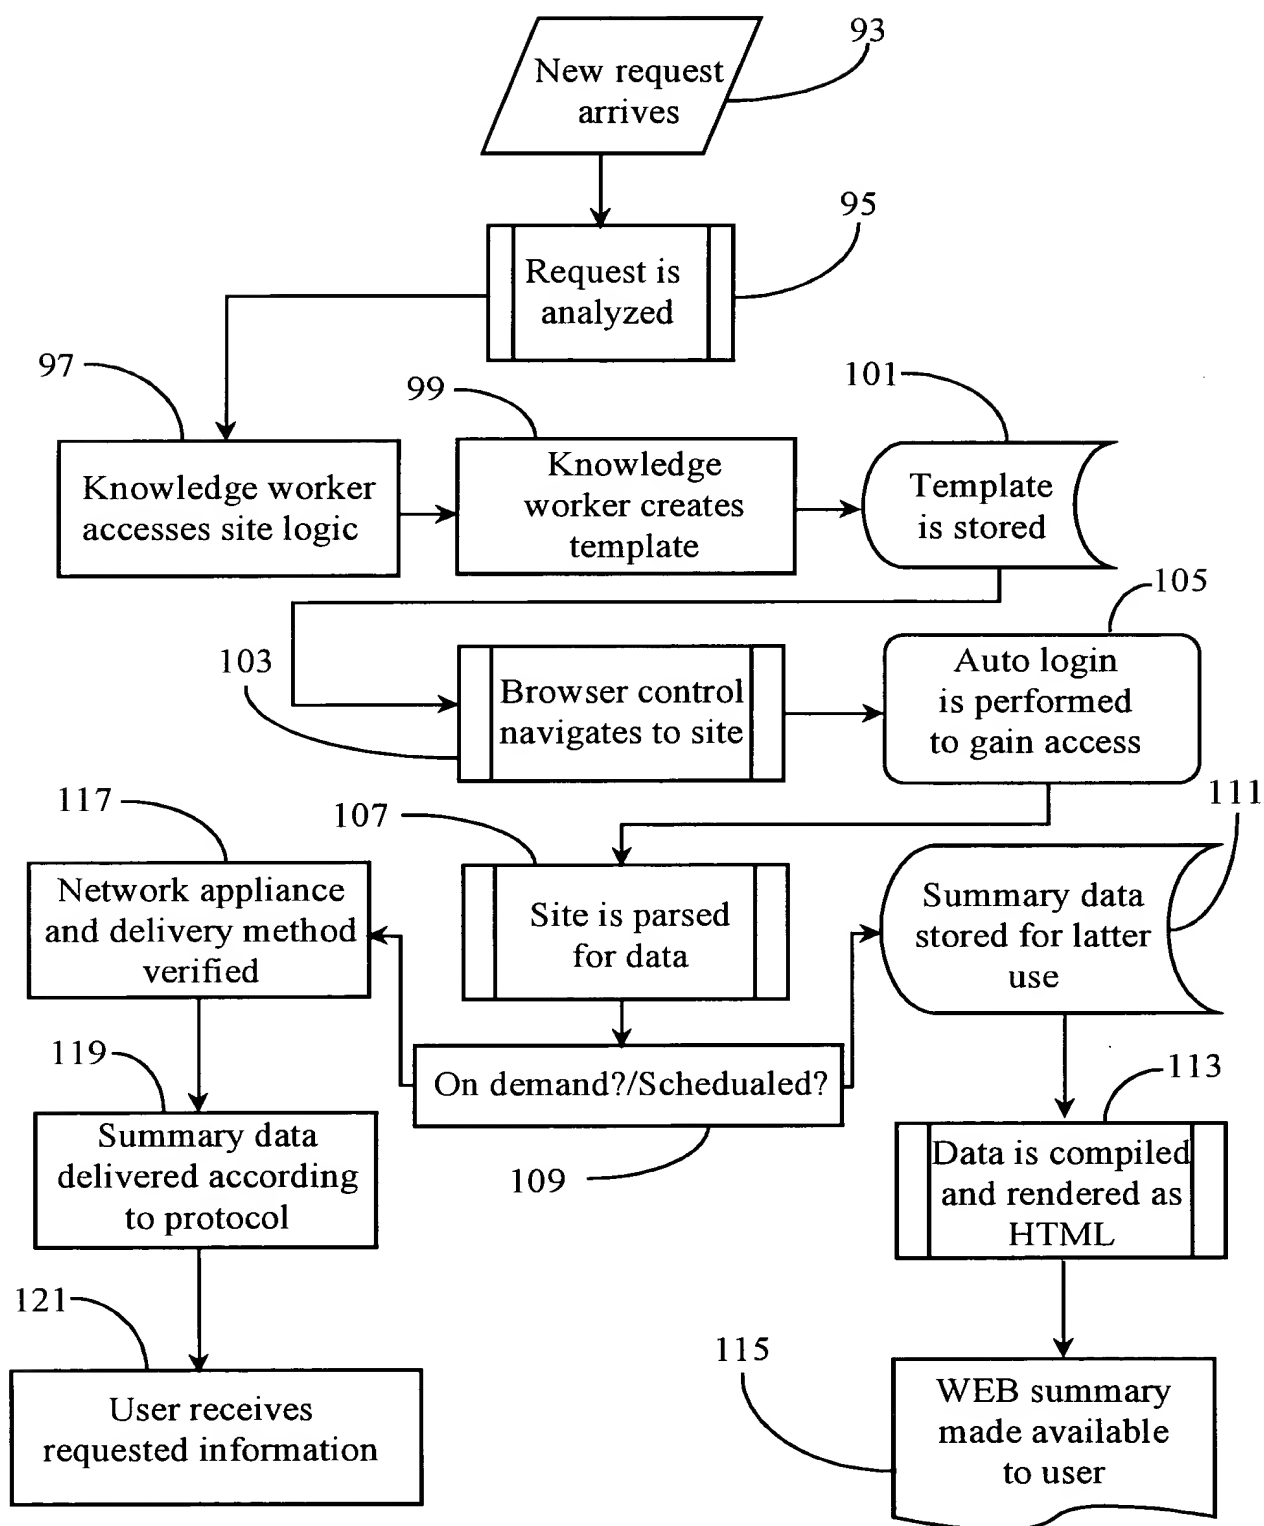 93
New request
arrives
95
Request is
analyzed
97
Knowledge worker
accesses site logic
99
Knowledge
worker creates
template
101
Template
is stored
103
Browser control
navigates to site
105
Auto login
is performed
to gain access
107
Site is parsed
for data
109
On demand?/Schedualed?
111
Summary data
stored for latter
use
113
Data is compiled
and rendered as
HTML
115
WEB summary
made available
to user
117
Network appliance
and delivery method
verified
119
Summary data
delivered according
to protocol
121
User receives
requested information